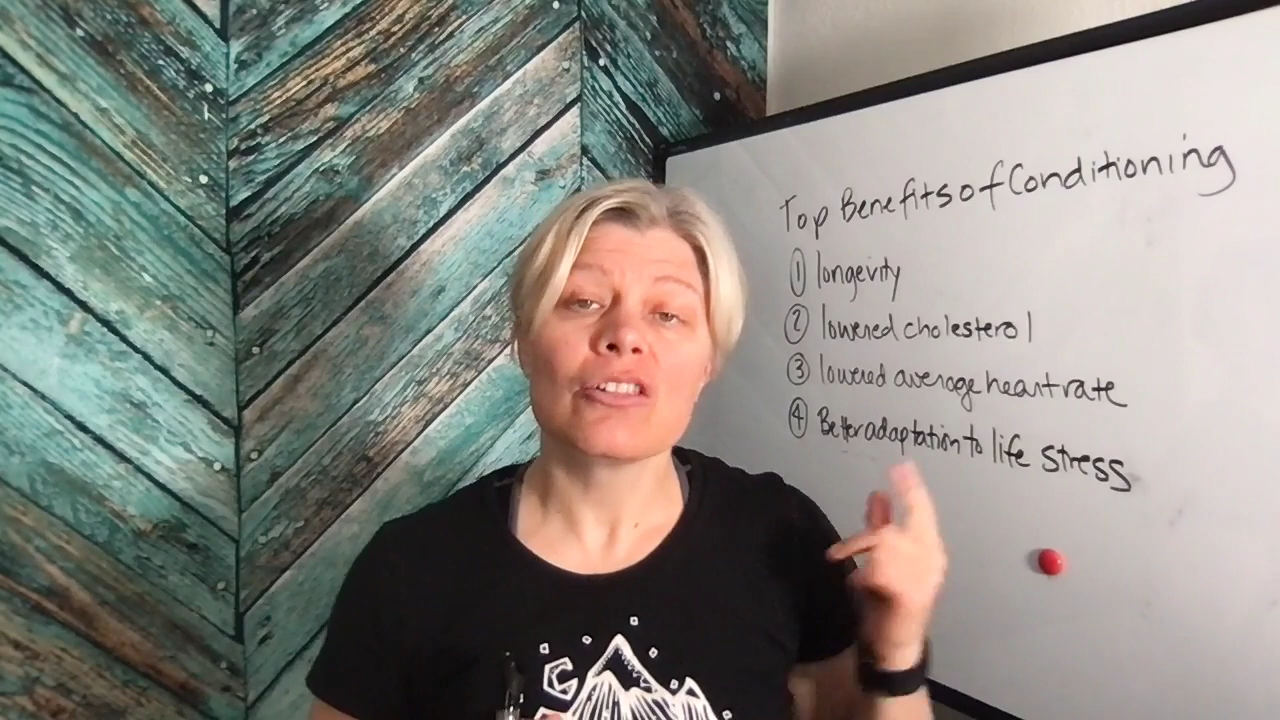 Top Benefits of Conditioning
① longevity
② lowered cholesterol
③ lowered average heart rate
④ Better adaptation to life stress